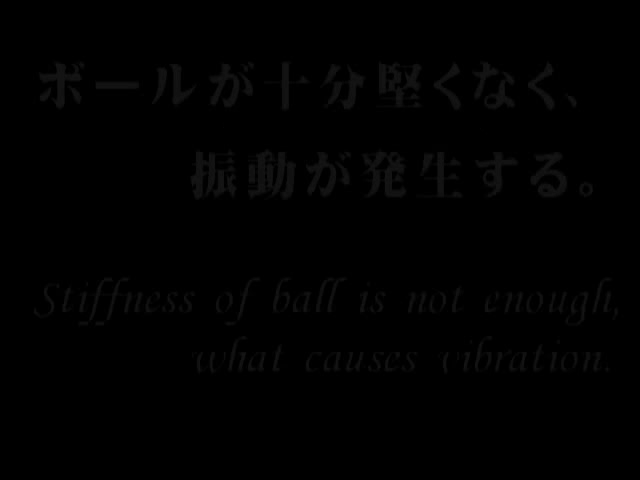 ボールが十分堅くなく、
振動が発生する。
Stiffness of ball is not enough,
what causes vibration.